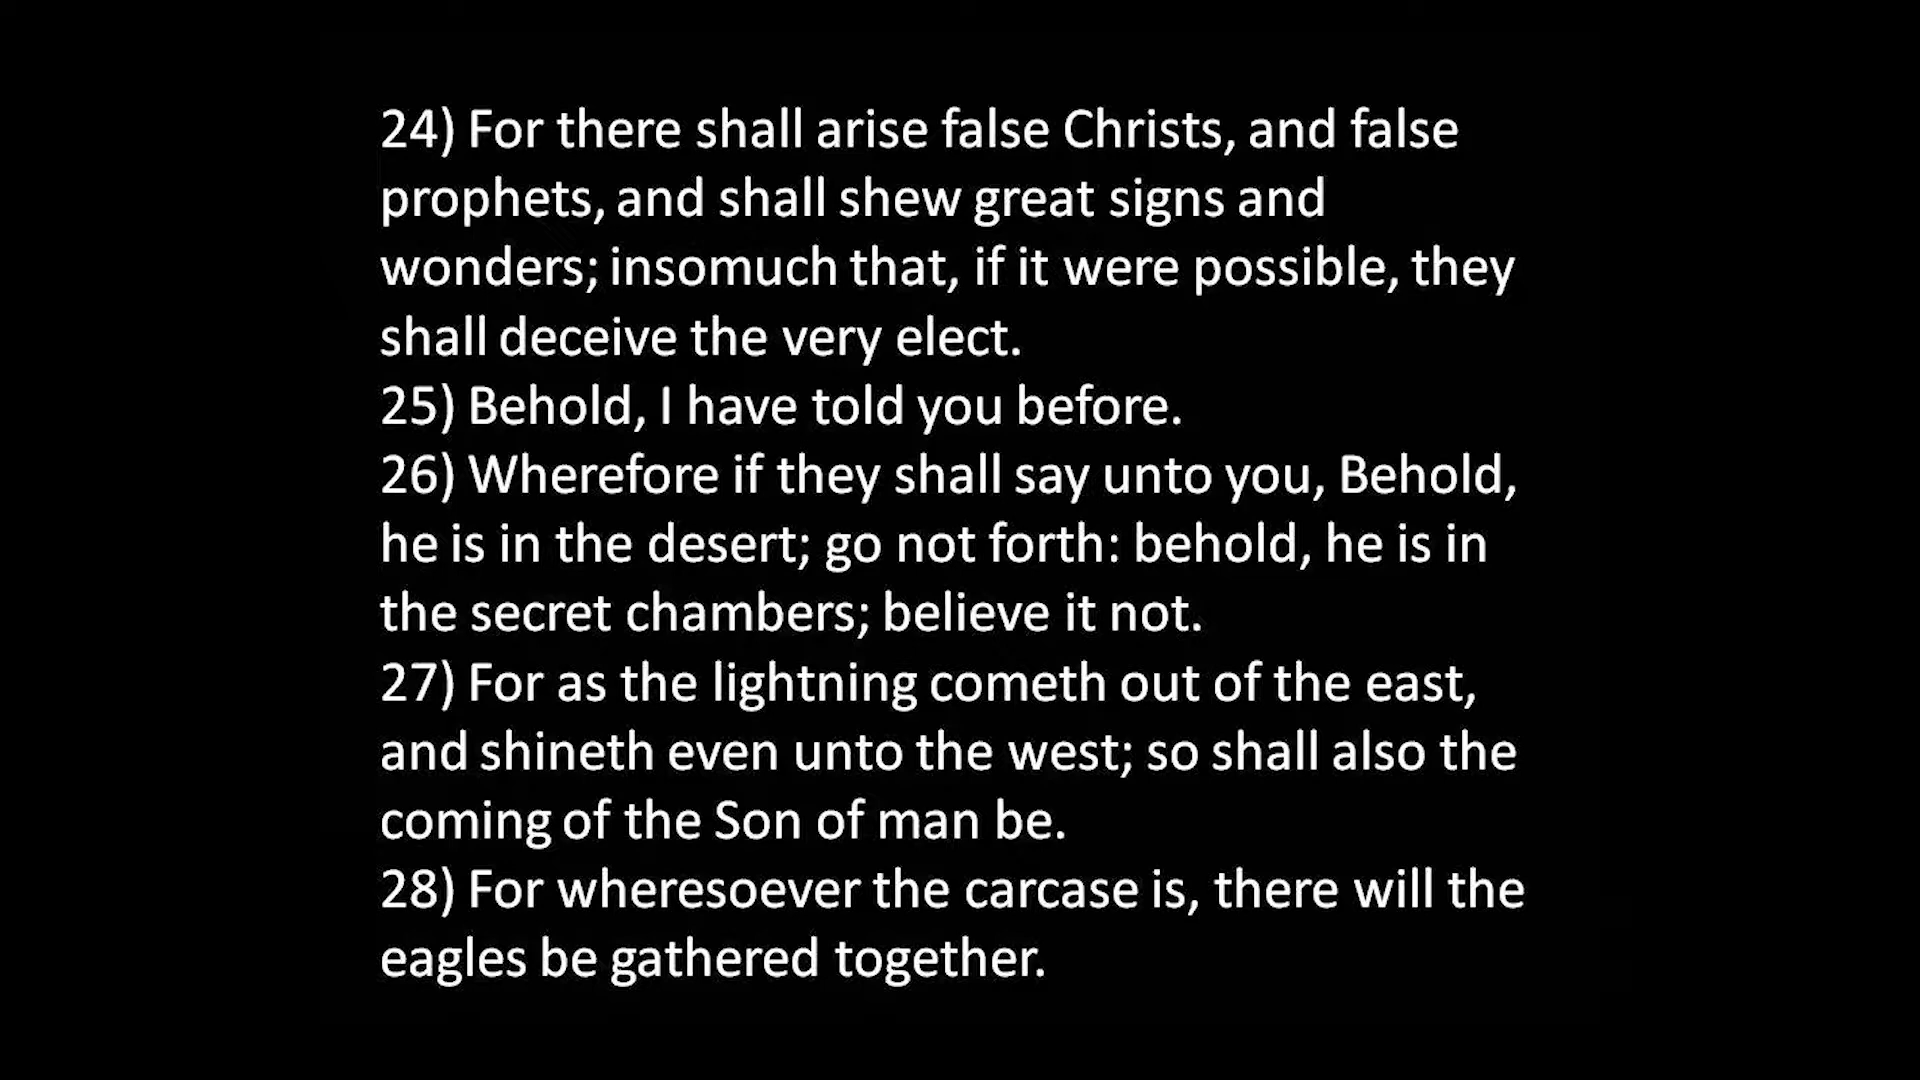 24) For there shall arise false Christs, and false
prophets, and shall shew great signs and
wonders; insomuch that, if it were possible, they
shall deceive the very elect.
25) Behold, I have told you before.
26) Wherefore if they shall say unto you, Behold,
he is in the desert; go not forth: behold, he is in
the secret chambers; believe it not.
27) For as the lightning cometh out of the east,
and shineth even unto the west; so shall also the
coming of the Son of man be.
28) For wheresoever the carcase is, there will the
eagles be gathered together.